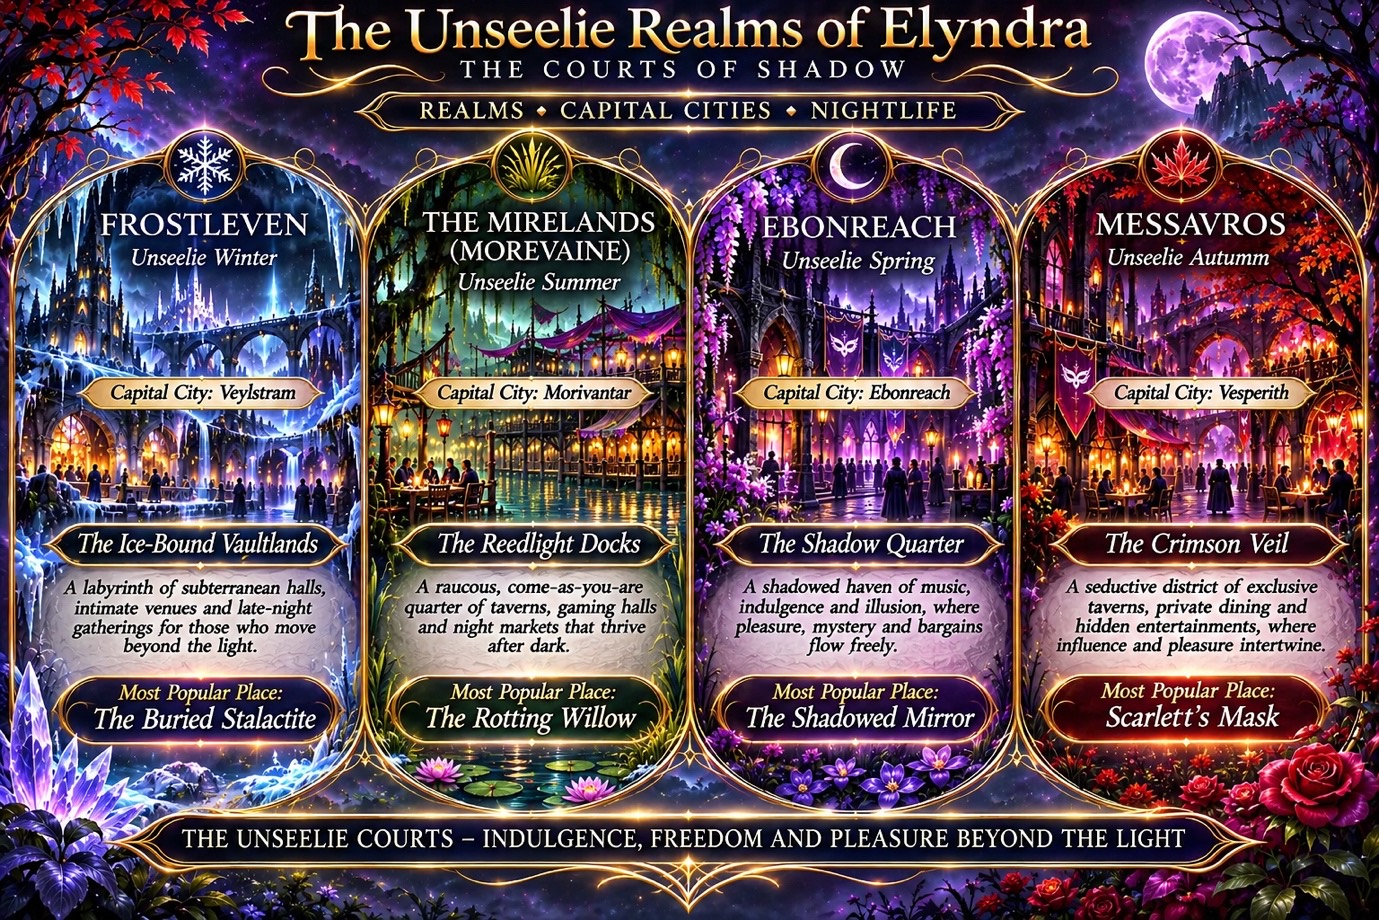 The Unseelie Realms of Elyndra
THE COURTS OF SHADOW
REALMS ◆ CAPITAL CITIES ◆ NIGHTLIFE
FROSTLEVEN
Unseelie Winter
Capital City: Veylstram
The Ice-Bound Vaultlands
A labyrinth of subterranean halls,
intimate venues and late-night
gatherings for those who move
beyond the light.
Most Popular Place:
The Buried Stalactite
THE MIRELANDS
(MOREVAINE)
Unseelie Summer
Capital City: Morivantar
The Reedlight Docks
A raucous, come-as-you-are
quarter of taverns, gaming halls
and night markets that thrive
after dark.
Most Popular Place:
The Rotting Willow
EBONREACH
Unseelie Spring
Capital City: Ebonreach
The Shadow Quarter
A shadowed haven of music,
indulgence and illusion, where
pleasure, mystery and bargains
flow freely.
Most Popular Place:
The Shadowed Mirror
MESSAVROS
Unseelie Autumm
Capital City: Vesperith
The Crimson Veil
A seductive district of exclusive
taverns, private dining and
hidden entertainments, where
influence and pleasure intertwine.
Most Popular Place:
Scarlett's Mask
THE UNSEELIE COURTS – INDULGENCE, FREEDOM AND PLEASURE BEYOND THE LIGHT